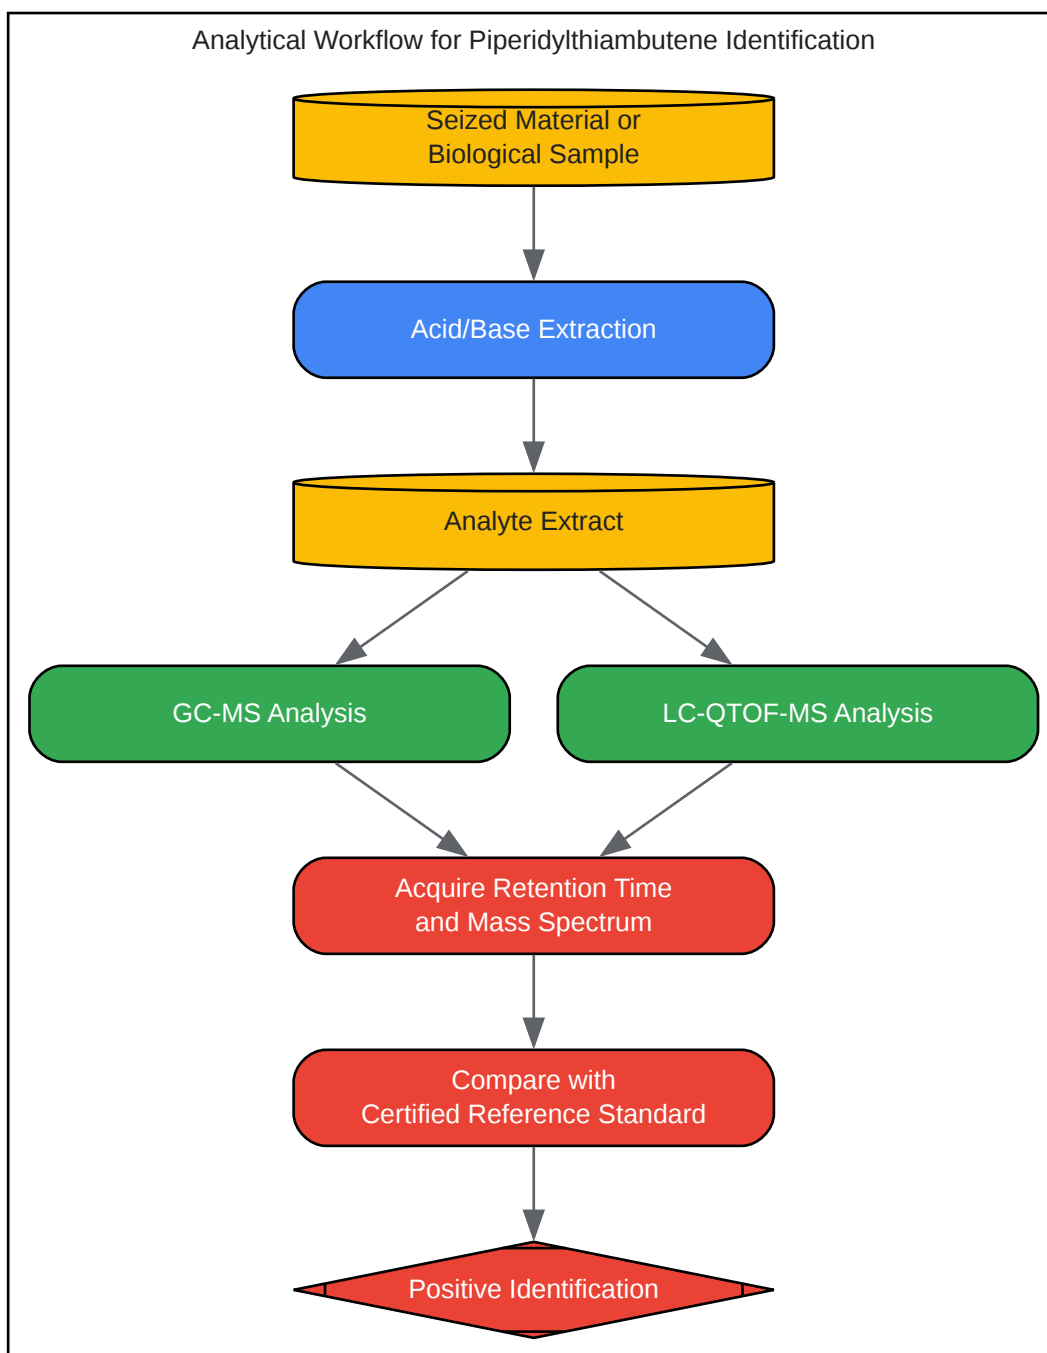 Analytical Workflow for Piperidylthiambutene Identification
Seized Material or
Biological Sample
Acid/Base Extraction
Analyte Extract
GC-MS Analysis
LC-QTOF-MS Analysis
Acquire Retention Time
and Mass Spectrum
Compare with
Certified Reference Standard
Positive Identification